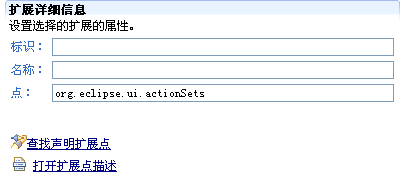 扩展详细信息
设置选择的扩展的属性。
标识：
名称：
点： org.eclipse.ui.actionSets
查找声明扩展点
打开扩展点描述